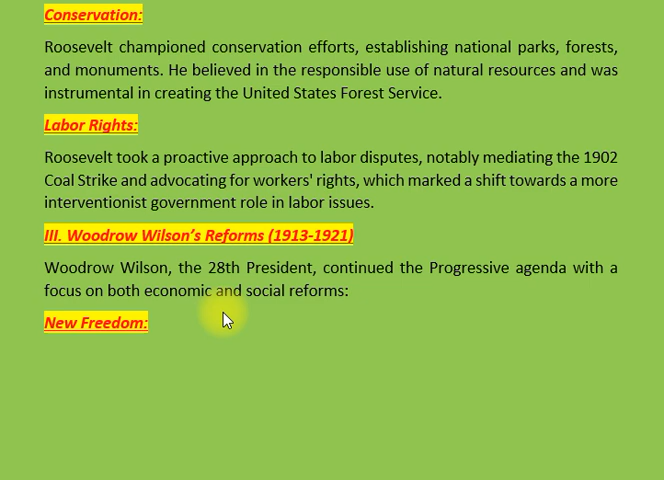 Conservation:
Roosevelt championed conservation efforts, establishing national parks, forests,
and monuments. He believed in the responsible use of natural resources and was
instrumental in creating the United States Forest Service.
Labor Rights:
Roosevelt took a proactive approach to labor disputes, notably mediating the 1902
Coal Strike and advocating for workers' rights, which marked a shift towards a more
interventionist government role in labor issues.
III. Woodrow Wilson’s Reforms (1913-1921)
Woodrow Wilson, the 28th President, continued the Progressive agenda with a
focus on both economic and social reforms:
New Freedom: